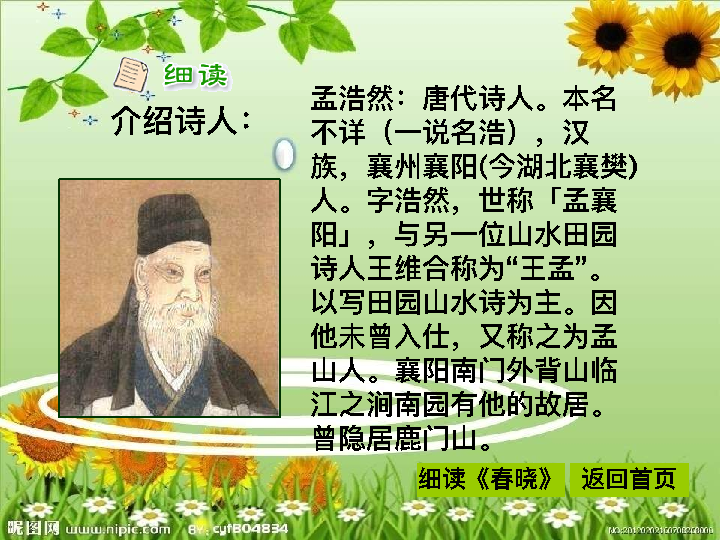 细读
介绍诗人：
孟浩然：唐代诗人。本名
不详（一说名浩），汉
族，襄州襄阳(今湖北襄樊)
人。字浩然，世称「孟襄
阳」，与另一位山水田园
诗人王维合称为“王孟”。
以写田园山水诗为主。因
他未曾入仕，又称之为孟
山人。襄阳南门外背山临
江之涧南园有他的故居。
曾隐居鹿门山。
细读《春晓》
返回首页
昵图网 www.nipic.com BY: cyf804834